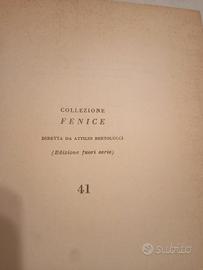 COLLEZIONE
FENICE
DIRETTA DA ATTILIO BERTOLUCCI
(Edizione fuori serie)
41
subito